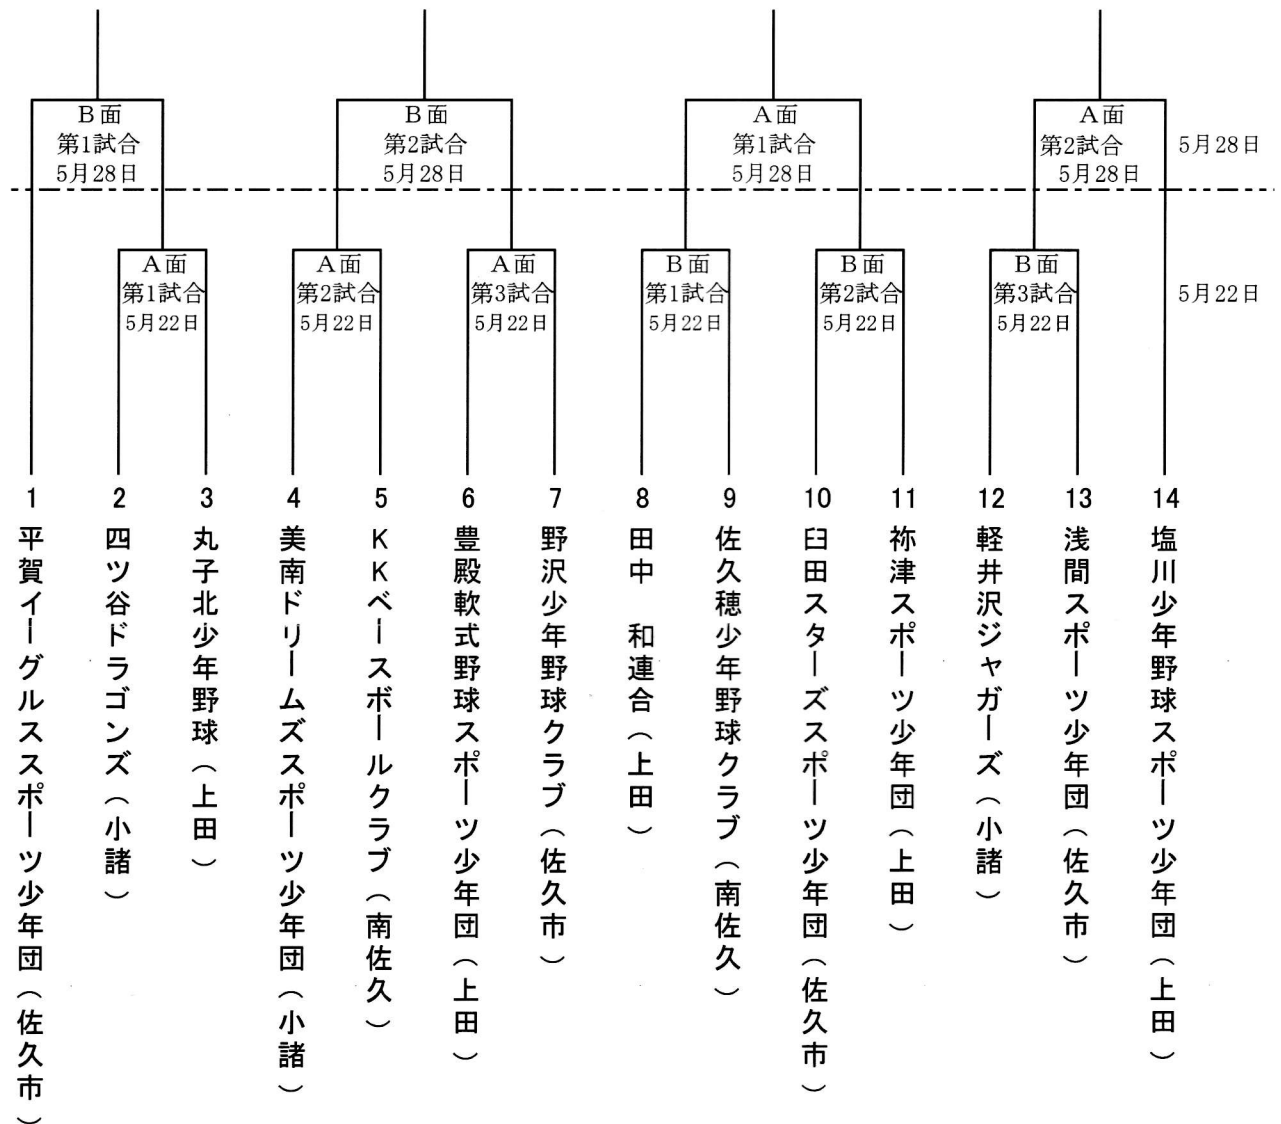 B面
第1試合
5月28日
B面
第2試合
5月28日
A面
第1試合
5月28日
A面
第2試合
5月28日
5月28日
A面
第1試合
5月22日
A面
第2試合
5月22日
A面
第3試合
5月22日
B面
第1試合
5月22日
B面
第2試合
5月22日
B面
第3試合
5月22日
5月22日
1
平賀イーグルススポーツ少年団(佐久市)
2
四ツ谷ドラゴンズ(小諸)
3
丸子北少年野球(上田)
4
美南ドリームズスポーツ少年団(小諸)
5
KKベースボールクラブ(南佐久)
6
豊殿軟式野球スポーツ少年団(上田)
7
野沢少年野球クラブ(佐久市)
8
田中 和連合(上田)
9
佐久穂少年野球クラブ(南佐久)
10
臼田スターズスポーツ少年団(佐久市)
11
祢津スポーツ少年団(上田)
12
軽井沢ジャガーズ(小諸)
13
浅間スポーツ少年団(佐久市)
14
塩川少年野球スポーツ少年団(上田)